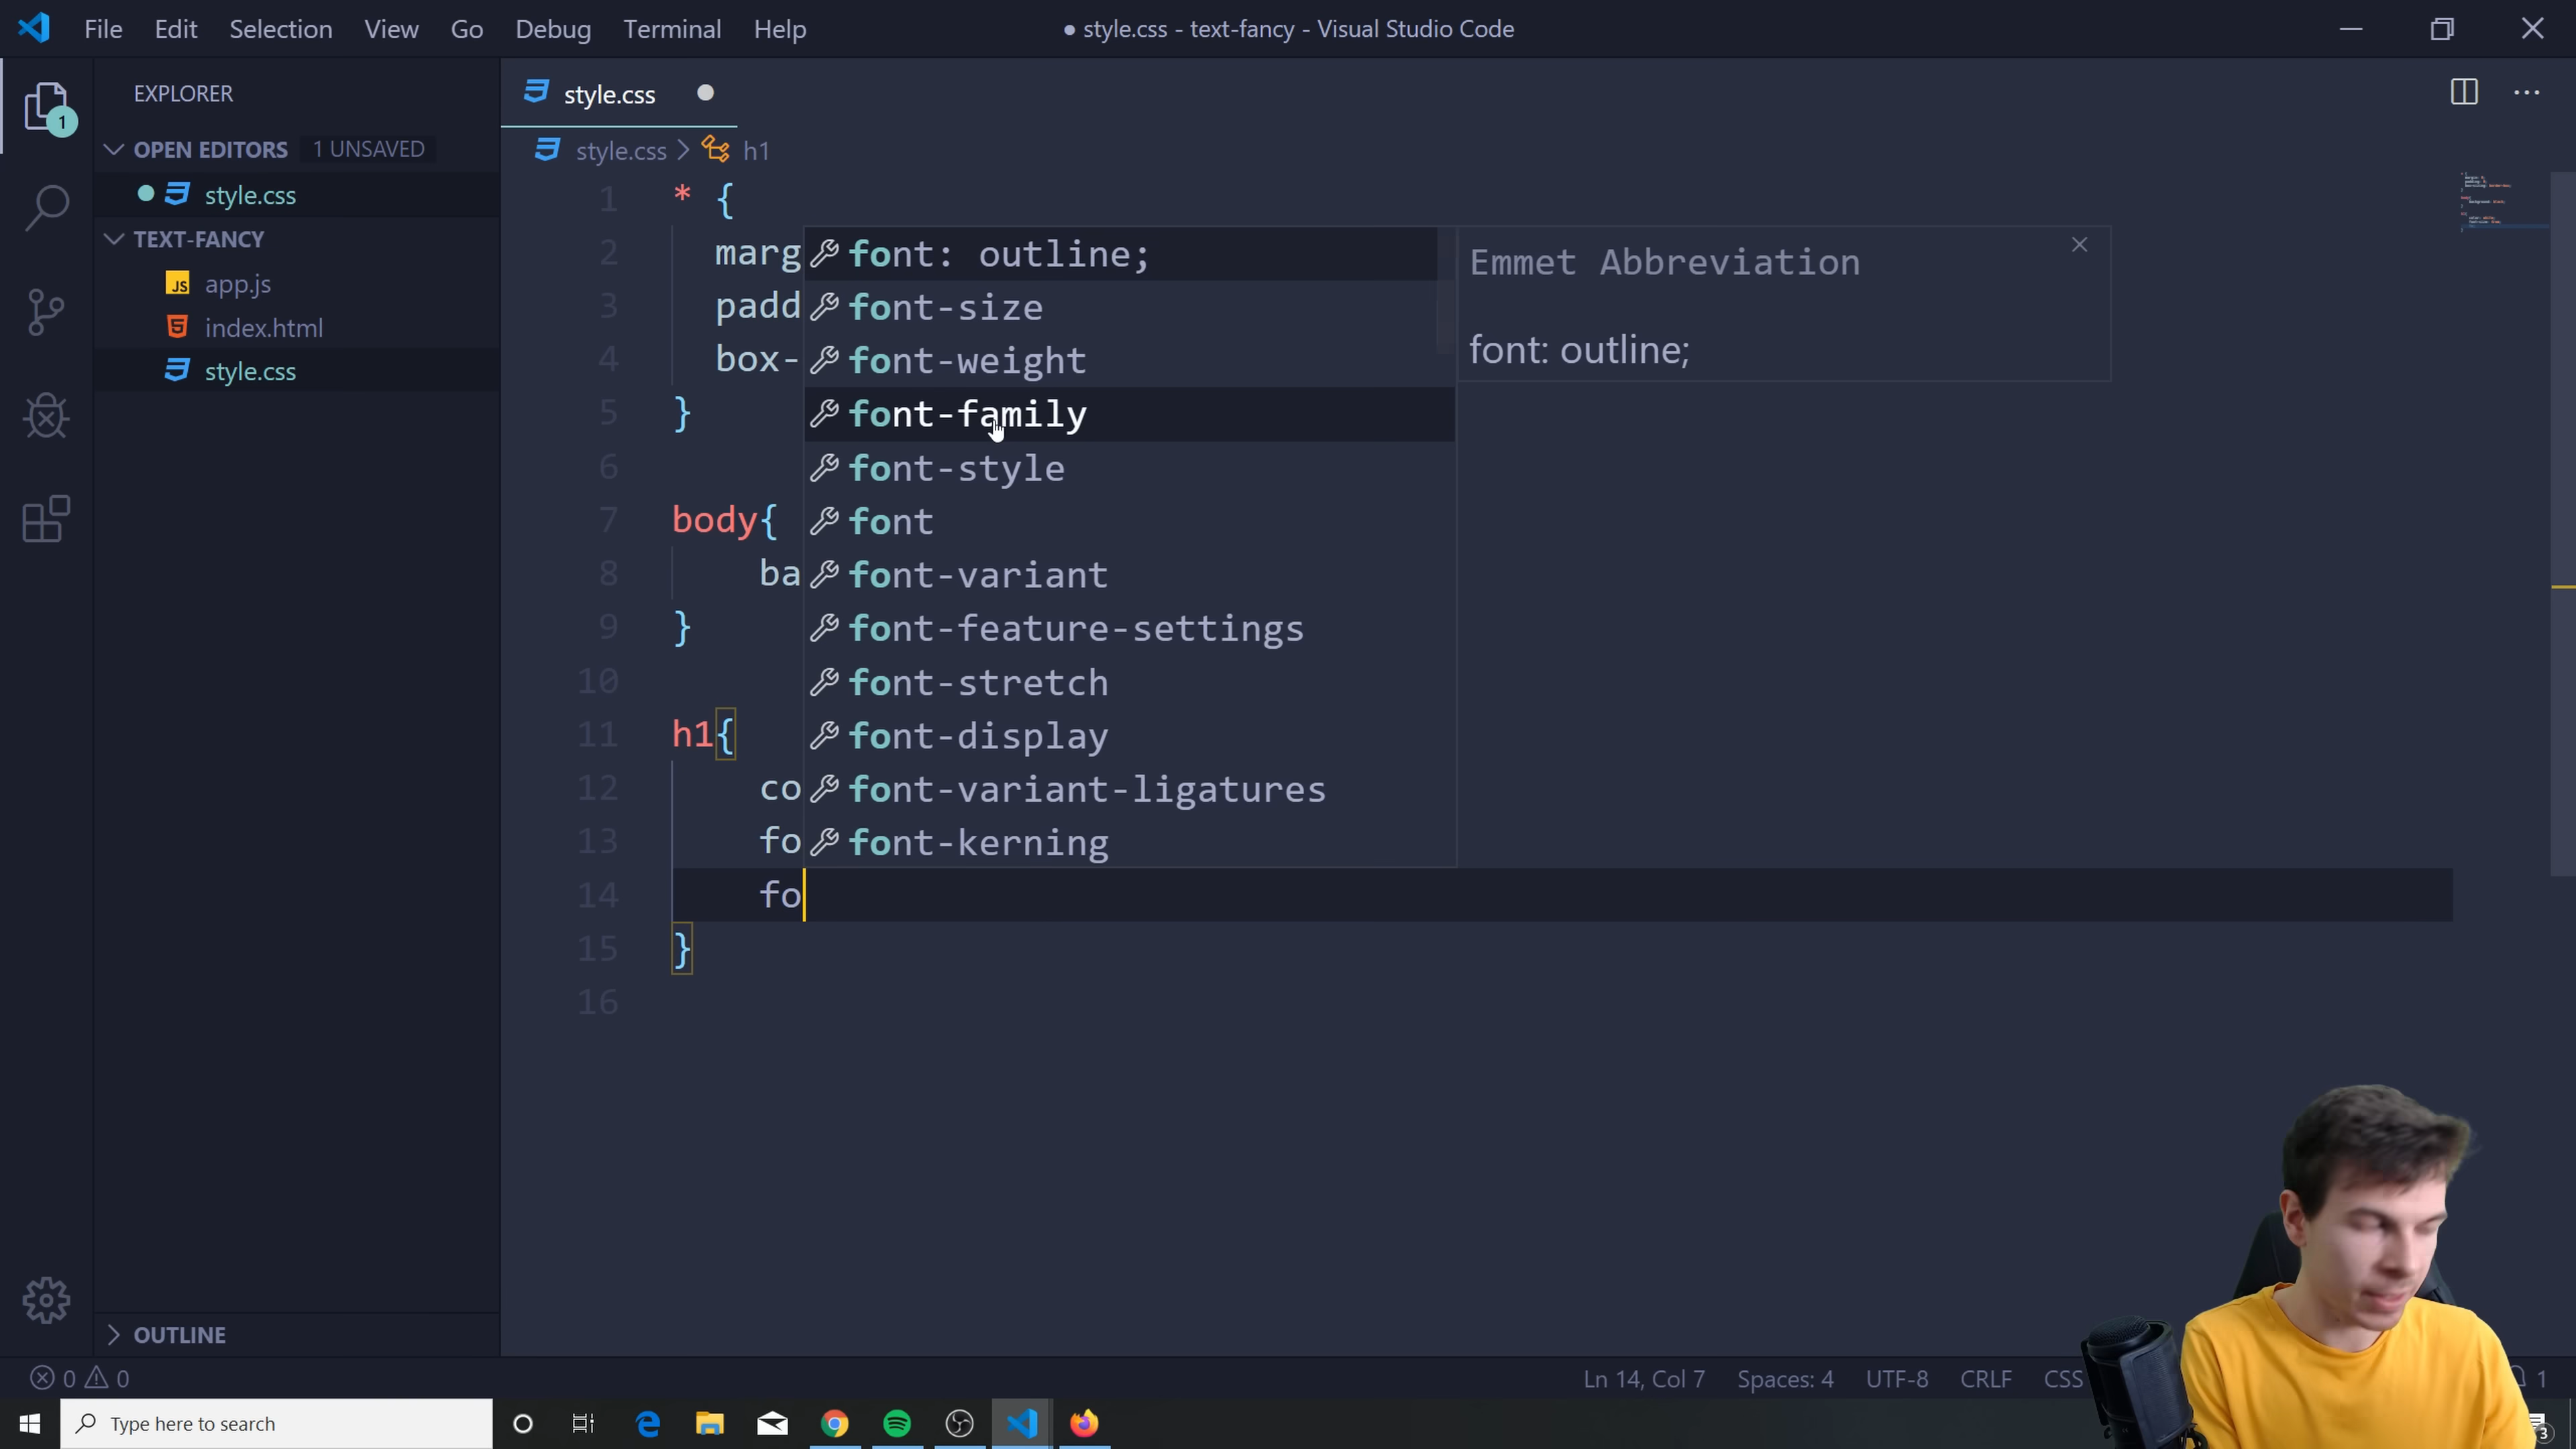 File Edit Selection View Go Debug Terminal Help
● style.css - text-fancy - Visual Studio Code
EXPLORER
OPEN EDITORS 1 UNSAVED
style.css
TEXT-FANCY
app.js
index.html
style.css
OUTLINE
1
style.css
style.css > h1
1 * {
2 marg
3 padd
4 box-
5 }
6
7 body{
8 ba
9 }
10
11 h1{
12 co
13 fo
14 fo
15 }
16
font: outline;
font-size
font-weight
font-family
font-style
font
font-variant
font-feature-settings
font-stretch
font-display
font-variant-ligatures
font-kerning
Emmet Abbreviation
font: outline;
0 0
Ln 14, Col 7 Spaces: 4 UTF-8 CRLF CSS 1
Type here to search
3